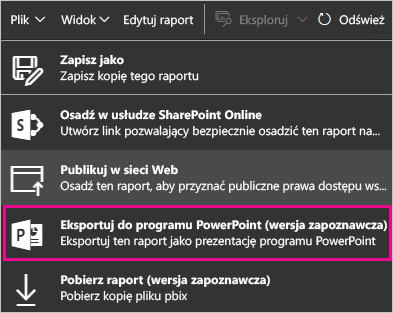 Plik Widok Edytuj raport Eksploruj Odśwież
Zapisz jako
Zapisz kopię tego raportu
Osadź w usłudze SharePoint Online
Utwórz link pozwalający bezpiecznie osadzić ten raport na...
Publikuj w sieci Web
Osadź ten raport, aby przyznać publiczne prawa dostępu ws...
Eksportuj do programu PowerPoint (wersja zapoznawcza)
Eksportuj ten raport jako prezentację programu PowerPoint
Pobierz raport (wersja zapoznawcza)
Pobierz kopię pliku pbix